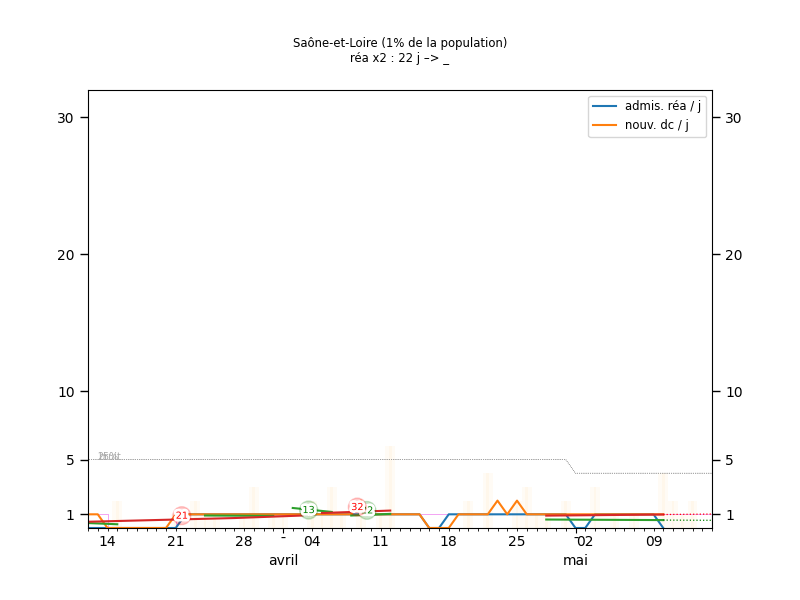 Saône-et-Loire (1% de la population)
réa x2 : 22 j –> _
admis. réa / j
nouv. dc / j
30 30
20 20
10 10
5 5
1 1
21 13 32
14 21 28 - 04 11 18 25 - 02 09
avril mai